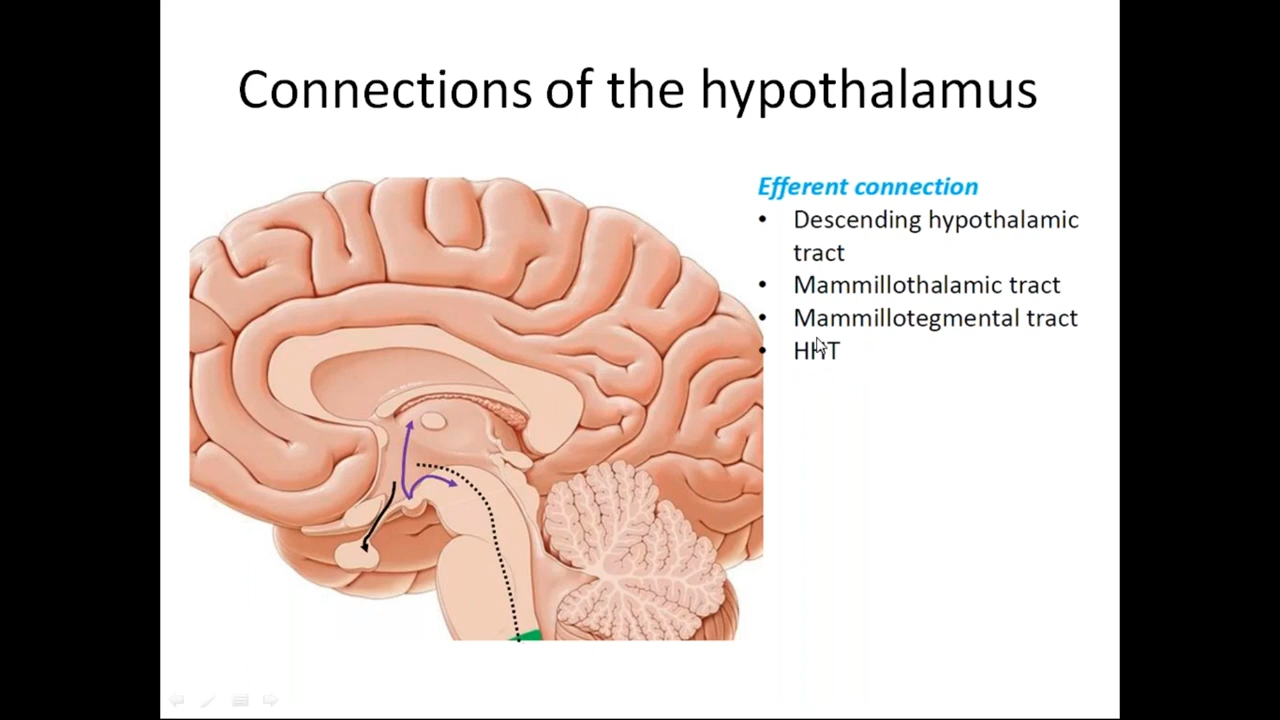 Connections of the hypothalamus
Efferent connection
• Descending hypothalamic
tract
• Mammillothalamic tract
• Mammillotegmental tract
• HHT